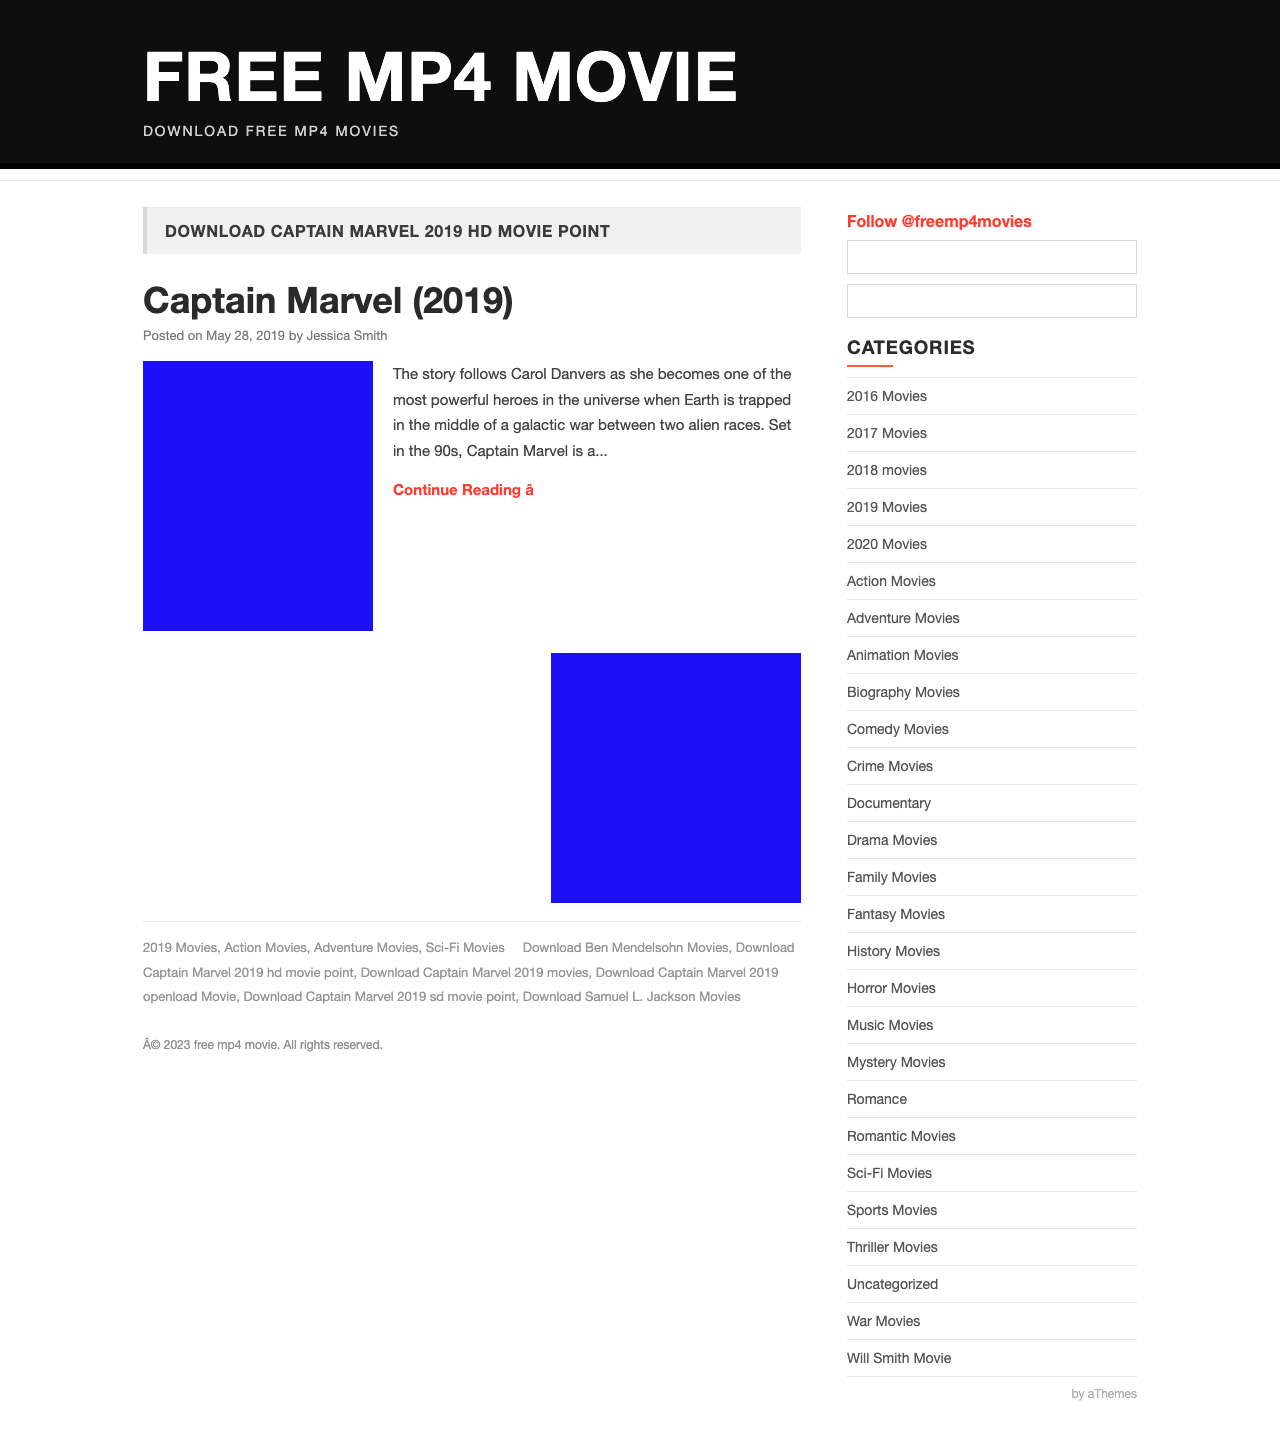 FREE MP4 MOVIE
DOWNLOAD FREE MP4 MOVIES
DOWNLOAD CAPTAIN MARVEL 2019 HD MOVIE POINT
Captain Marvel (2019)
Posted on May 28, 2019 by Jessica Smith
The story follows Carol Danvers as she becomes one of the
most powerful heroes in the universe when Earth is trapped
in the middle of a galactic war between two alien races. Set
in the 90s, Captain Marvel is a...
Continue Reading â
2019 Movies, Action Movies, Adventure Movies, Sci-Fi Movies Download Ben Mendelsohn Movies, Download
Captain Marvel 2019 hd movie point, Download Captain Marvel 2019 movies, Download Captain Marvel 2019
openload Movie, Download Captain Marvel 2019 sd movie point, Download Samuel L. Jackson Movies
Â© 2023 free mp4 movie. All rights reserved.
Follow @freemp4movies
CATEGORIES
2016 Movies
2017 Movies
2018 movies
2019 Movies
2020 Movies
Action Movies
Adventure Movies
Animation Movies
Biography Movies
Comedy Movies
Crime Movies
Documentary
Drama Movies
Family Movies
Fantasy Movies
History Movies
Horror Movies
Music Movies
Mystery Movies
Romance
Romantic Movies
Sci-Fi Movies
Sports Movies
Thriller Movies
Uncategorized
War Movies
Will Smith Movie
by aThemes